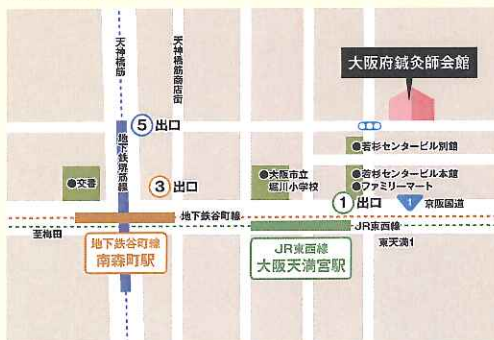 天神橋筋
天神橋筋商店街
大阪府鍼灸師会館
⑤出口
地下鉄堺筋線
●若杉センタービル別館
●交番
③出口
●大阪市立
堀川小学校
●若杉センタービル本館
●ファミリーマート
①出口
1
京阪国道
地下鉄谷町線
至梅田
JR東西線
東天満1
地下鉄谷町線
南森町駅
JR東西線
大阪天満宮駅